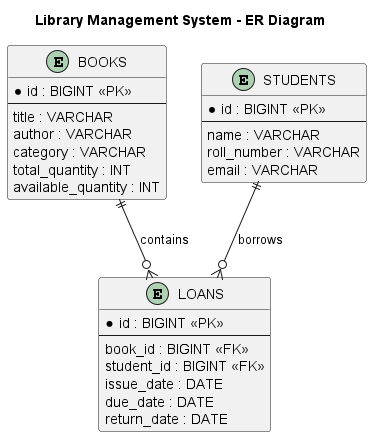 Library Management System - ER Diagram
E BOOKS
* id : BIGINT «PK»
title : VARCHAR
author : VARCHAR
category : VARCHAR
total_quantity : INT
available_quantity : INT
E STUDENTS
* id : BIGINT «PK»
name : VARCHAR
roll_number : VARCHAR
email : VARCHAR
contains
borrows
E LOANS
* id : BIGINT «PK»
book_id : BIGINT «FK»
student_id : BIGINT «FK»
issue_date : DATE
due_date : DATE
return_date : DATE